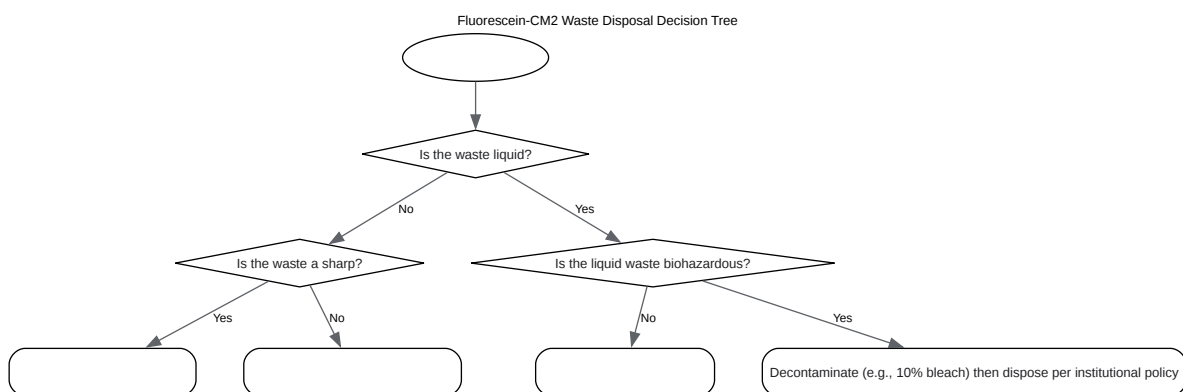 Fluorescein-CM2 Waste Disposal Decision Tree
Is the waste liquid?
No
Yes
Is the waste a sharp?
Is the liquid waste biohazardous?
Yes
No
No
Yes
Decontaminate (e.g., 10% bleach) then dispose per institutional policy